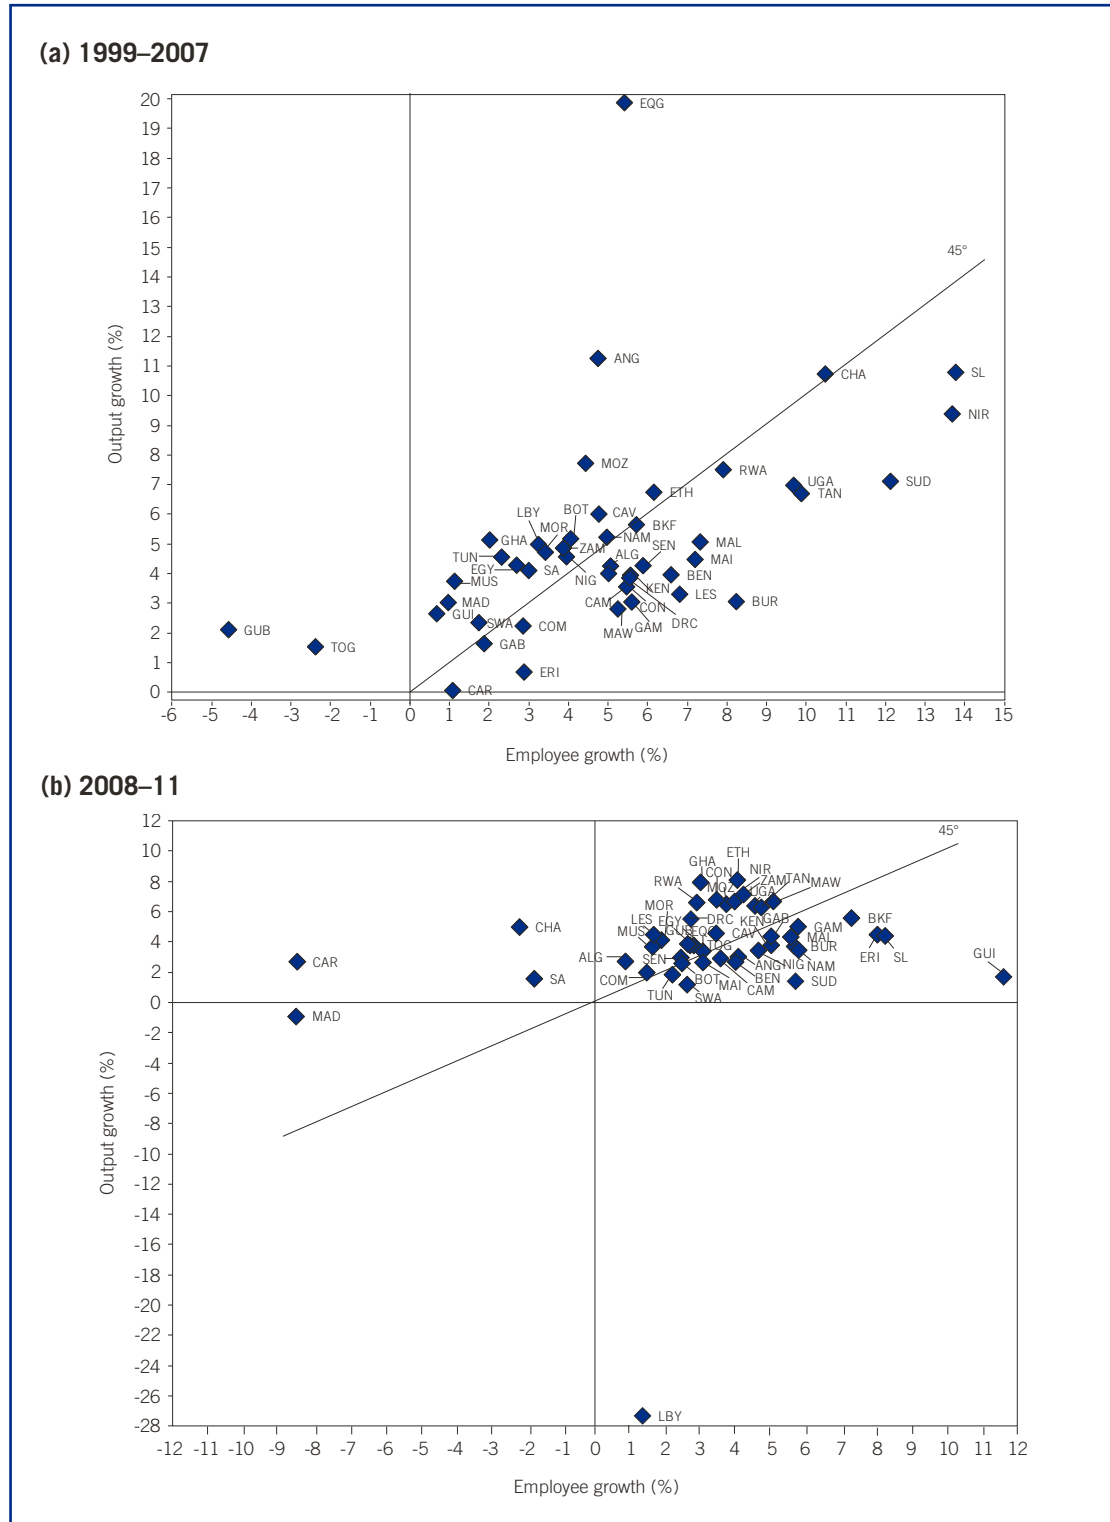 (a) 1999–2007
20
19
18
17
16
15
14
13
12
11
10
9
8
7
6
5
4
3
2
1
0
Output growth (%)
EQG
45°
ANG
CHA
SL
NIR
MOZ
RWA
ETH
UGA
SUD
TAN
BOT
CAV
LBY
MOR
BKF
GHA
NAM
ZAM
SEN
MAL
TUN
ALG
EGY
SA
NIG
MAI
MUS
KEN
BEN
MAD
CAM
CON
LES
BUR
GUI
SWA
COM
MAW
GAM
DRC
GUB
TOG
GAB
ERI
CAR
-6 -5 -4 -3 -2 -1 0 1 2 3 4 5 6 7 8 9 10 11 12 13 14 15
Employee growth (%)
(b) 2008–11
12
10
8
6
4
2
0
-2
-4
-6
-8
-10
-12
-14
-16
-18
-20
-22
-24
-26
-28
Output growth (%)
45°
ETH
GHA
CON
NIR
RWA
MOZ
ZAM
TAN
MAW
UGA
MOR
LES
EGY
DRC
KEN
GAB
BKF
CHA
MUS
GUB
EQG
CAV
GAM
MAL
TOG
BUR
ALG
SEN
ERI
SL
GUI
CAR
ANG
NIG
NAM
SA
COM
BOT
MAI
CAM
BEN
SUD
TUN
SWA
MAD
LBY
-12 -11 -10 -9 -8 -7 -6 -5 -4 -3 -2 -1 0 1 2 3 4 5 6 7 8 9 10 11 12
Employee growth (%)